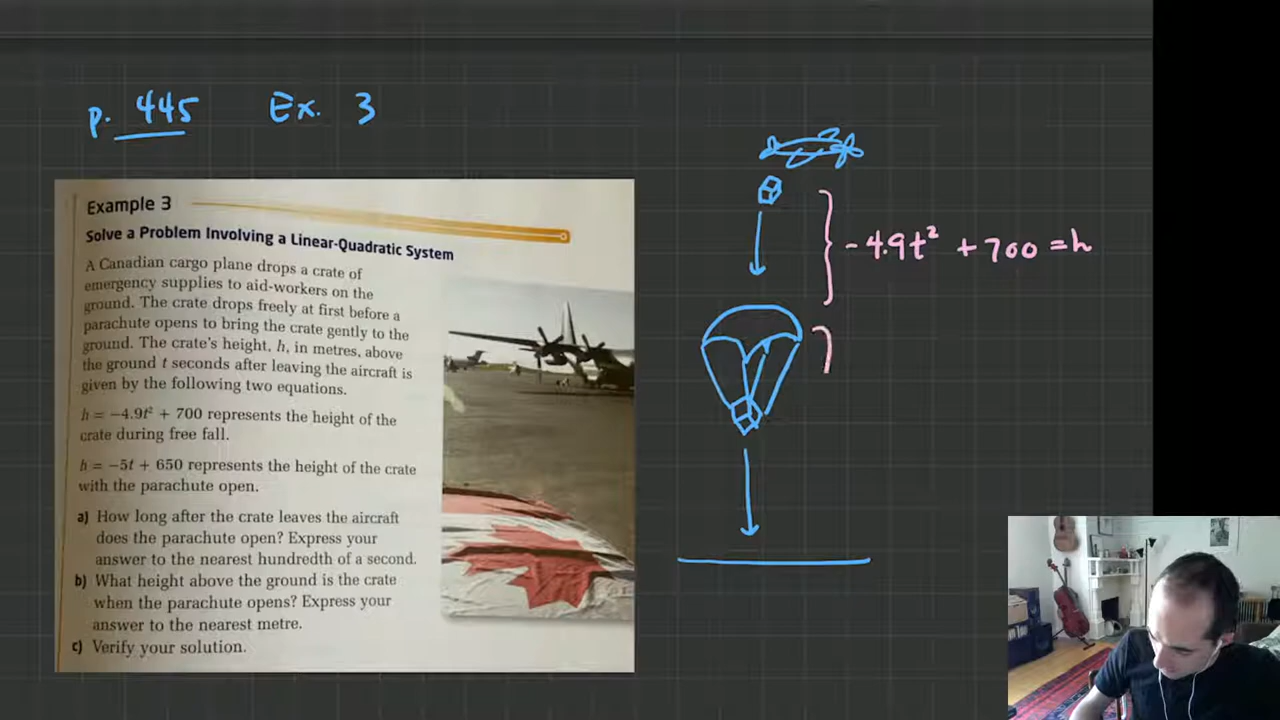 p. 445 Ex. 3
Example 3
Solve a Problem Involving a Linear-Quadratic System
A Canadian cargo plane drops a crate of
emergency supplies to aid-workers on the
ground. The crate drops freely at first before a
parachute opens to bring the crate gently to the
ground. The crate's height, h, in metres, above
the ground t seconds after leaving the aircraft is
given by the following two equations.
h = −4.9t² + 700 represents the height of the
crate during free fall.
h = −5t + 650 represents the height of the crate
with the parachute open.
a) How long after the crate leaves the aircraft
does the parachute open? Express your
answer to the nearest hundredth of a second.
b) What height above the ground is the crate
when the parachute opens? Express your
answer to the nearest metre.
c) Verify your solution.
-4.9t² + 700 = h